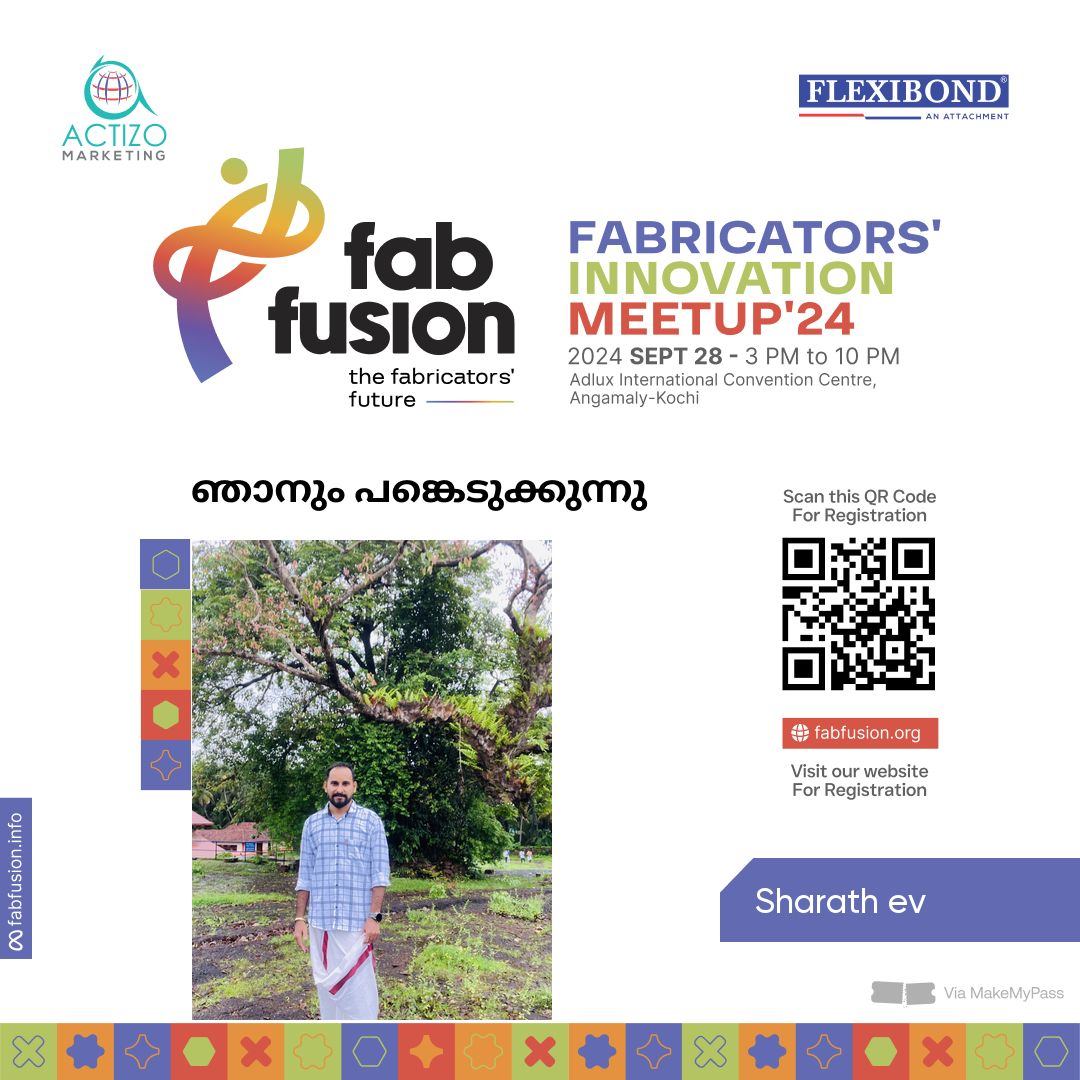 ACTIZO
MARKETING
FLEXIBOND®
AN ATTACHMENT
fab
fusion
the fabricators'
future
FABRICATORS'
INNOVATION
MEETUP'24
2024 SEPT 28 - 3 PM to 10 PM
Adlux International Convention Centre,
Angamaly-Kochi
ഞാനും പങ്കെടുക്കുന്നു
Scan this QR Code
For Registration
fabfusion.org
Visit our website
For Registration
fabfusion.info
Sharath ev
Via MakeMyPass